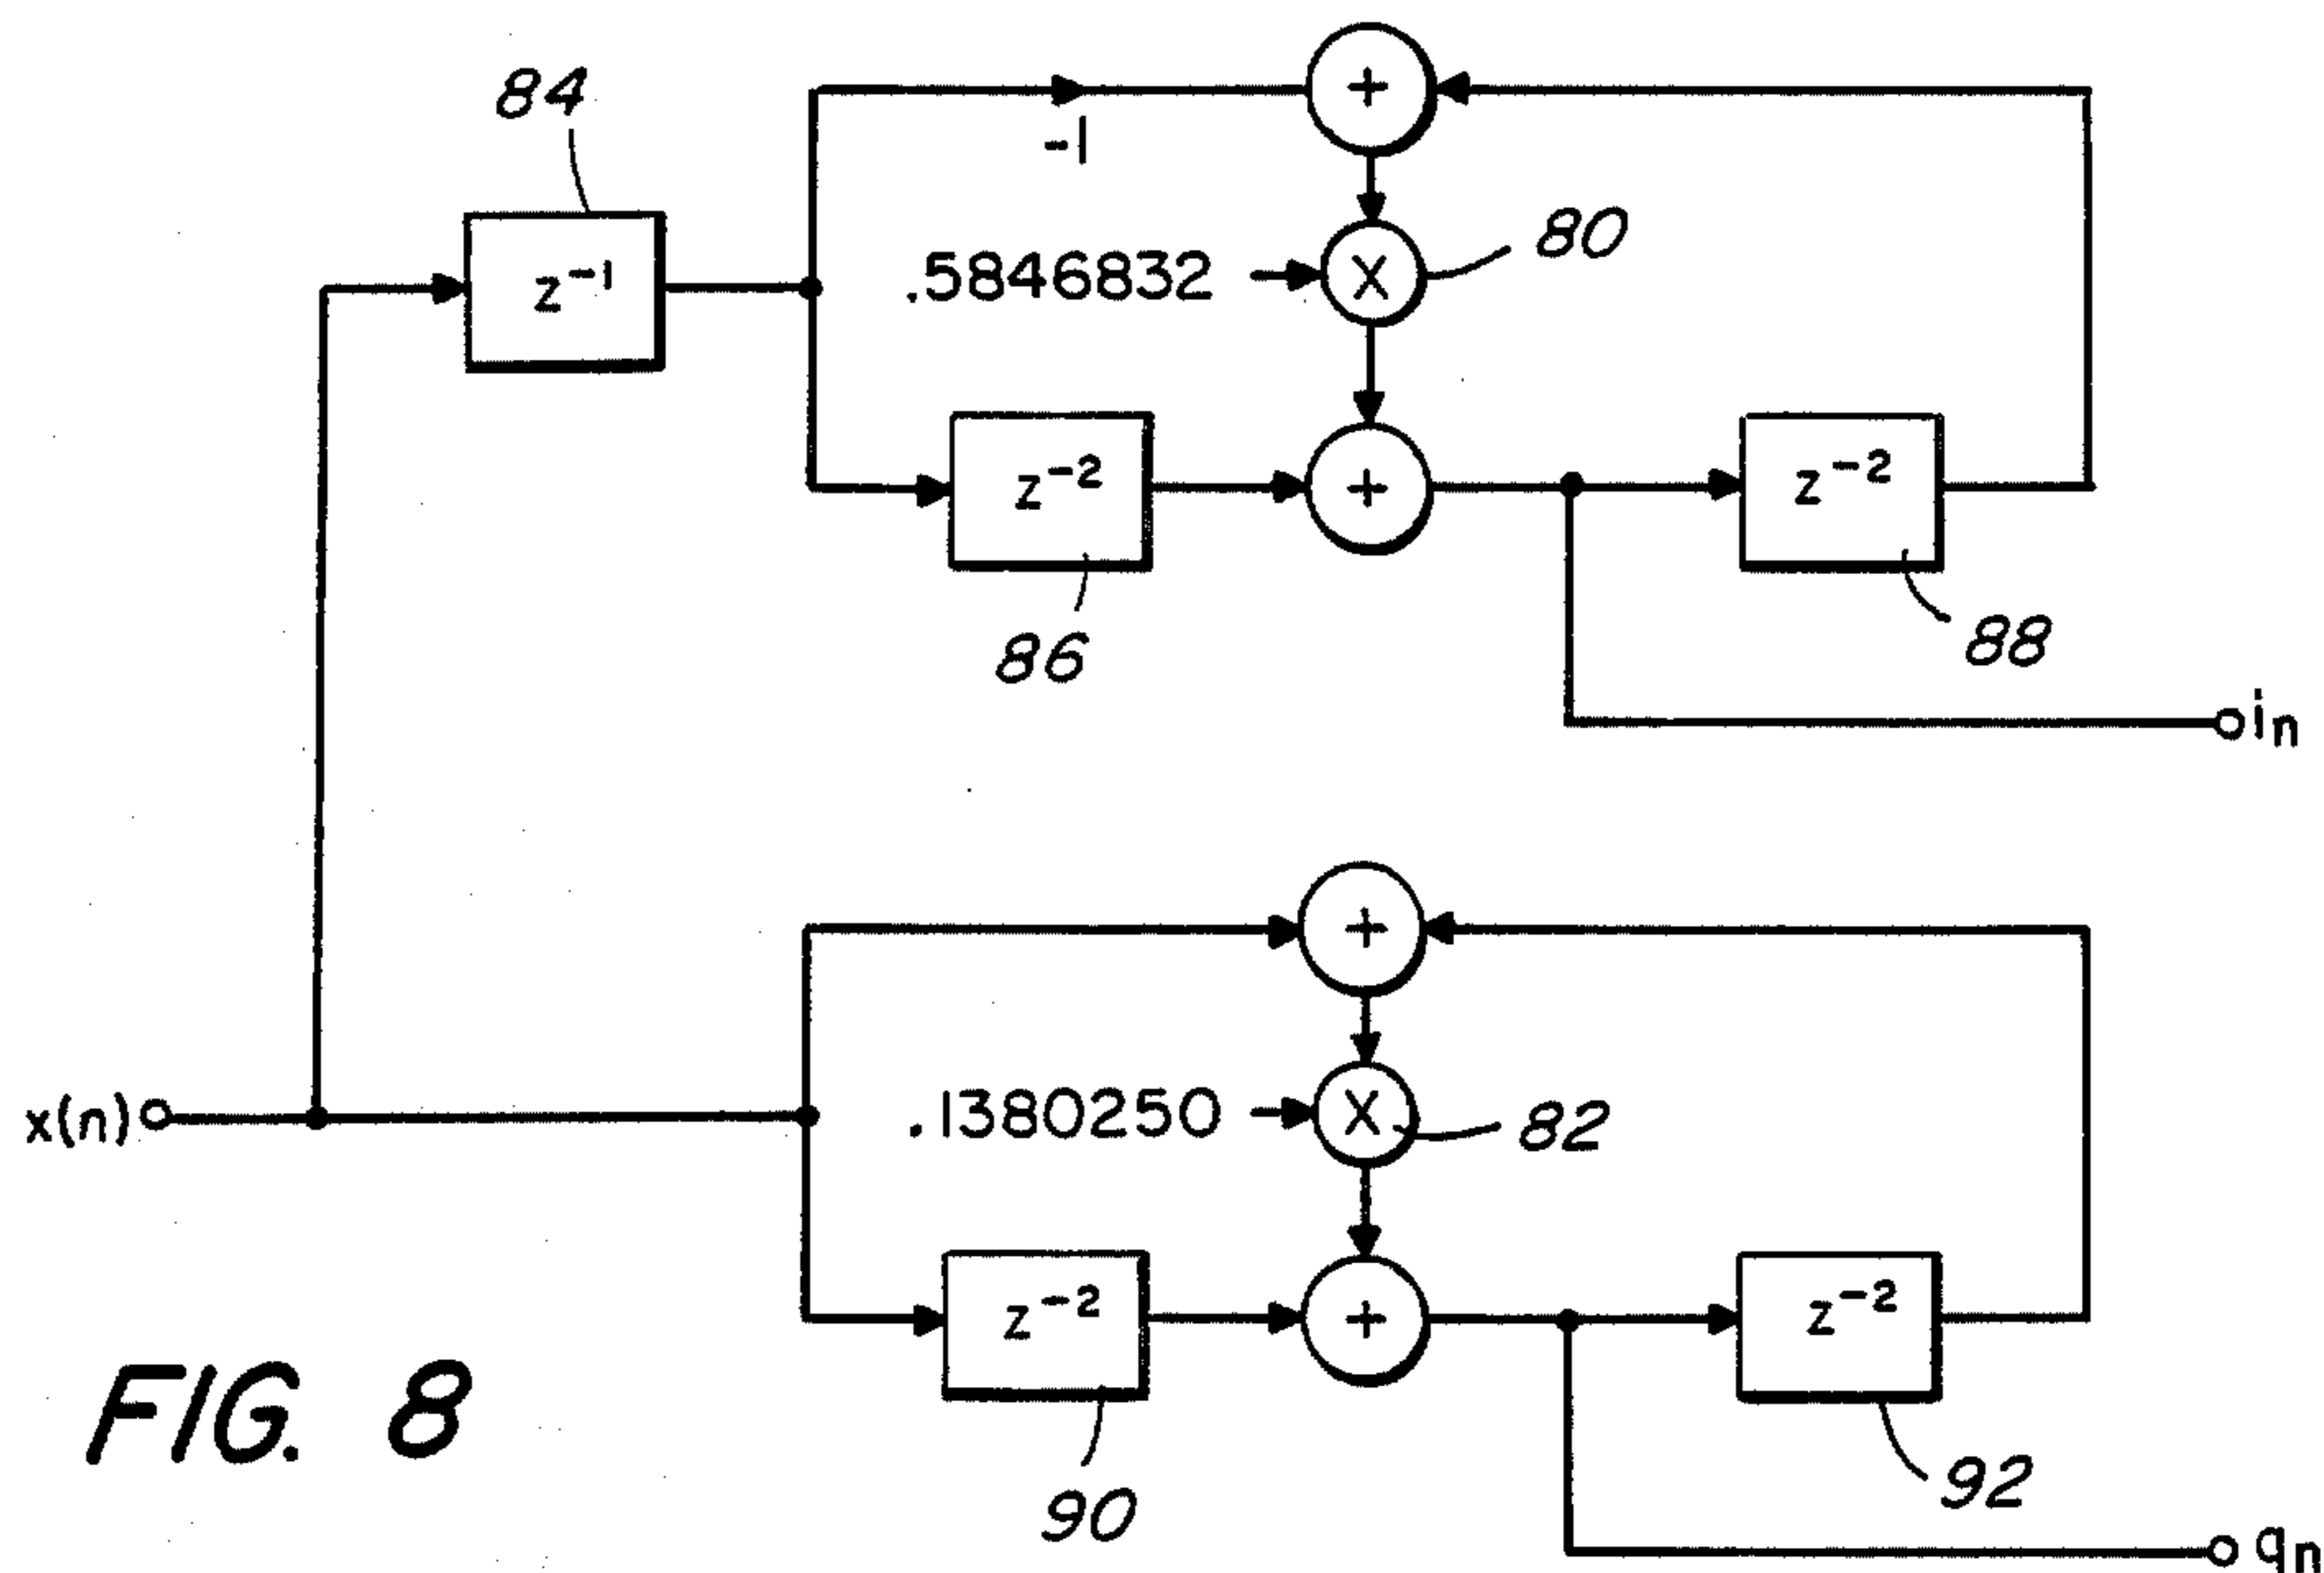 84
+
-1
80
.5846832
X
z⁻¹
z⁻²
+
z⁻²
86
88
in
+
x(n)
.1380250
X
82
z⁻²
+
z⁻²
FIG. 8
90
92
qn